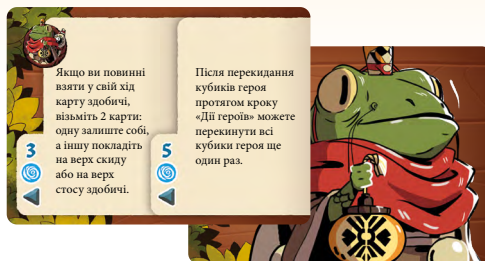 Якщо ви повинні
взяти у свій хід
карту здобичі,
візьміть 2 карти:
одну залиште собі,
а іншу покладіть
на верх скиду
або на верх
стосу здобичі.
3
Після перекидання
кубиків героя
протягом кроку
«Дії героїв» можете
перекинути всі
кубики героя ще
один раз.
5